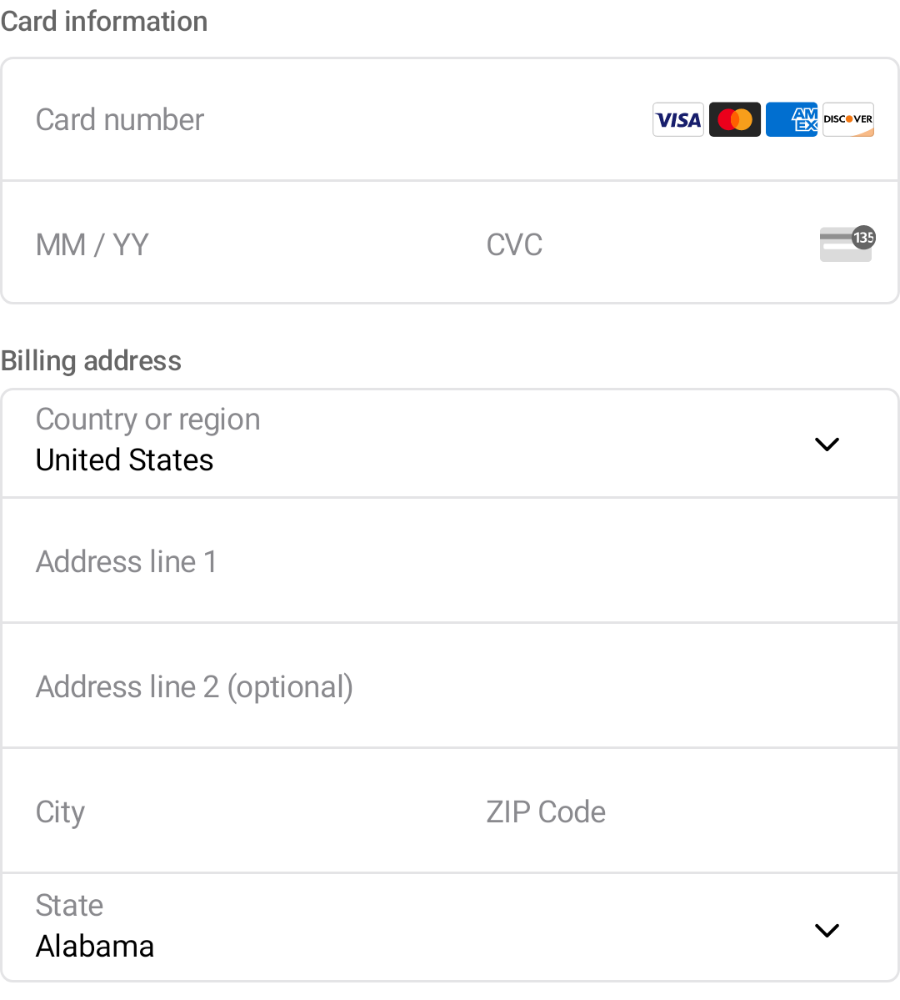 Card information
Card number VISA AM EX DISCOVER
MM / YY CVC 135
Billing address
Country or region
United States
Address line 1
Address line 2 (optional)
City ZIP Code
State
Alabama